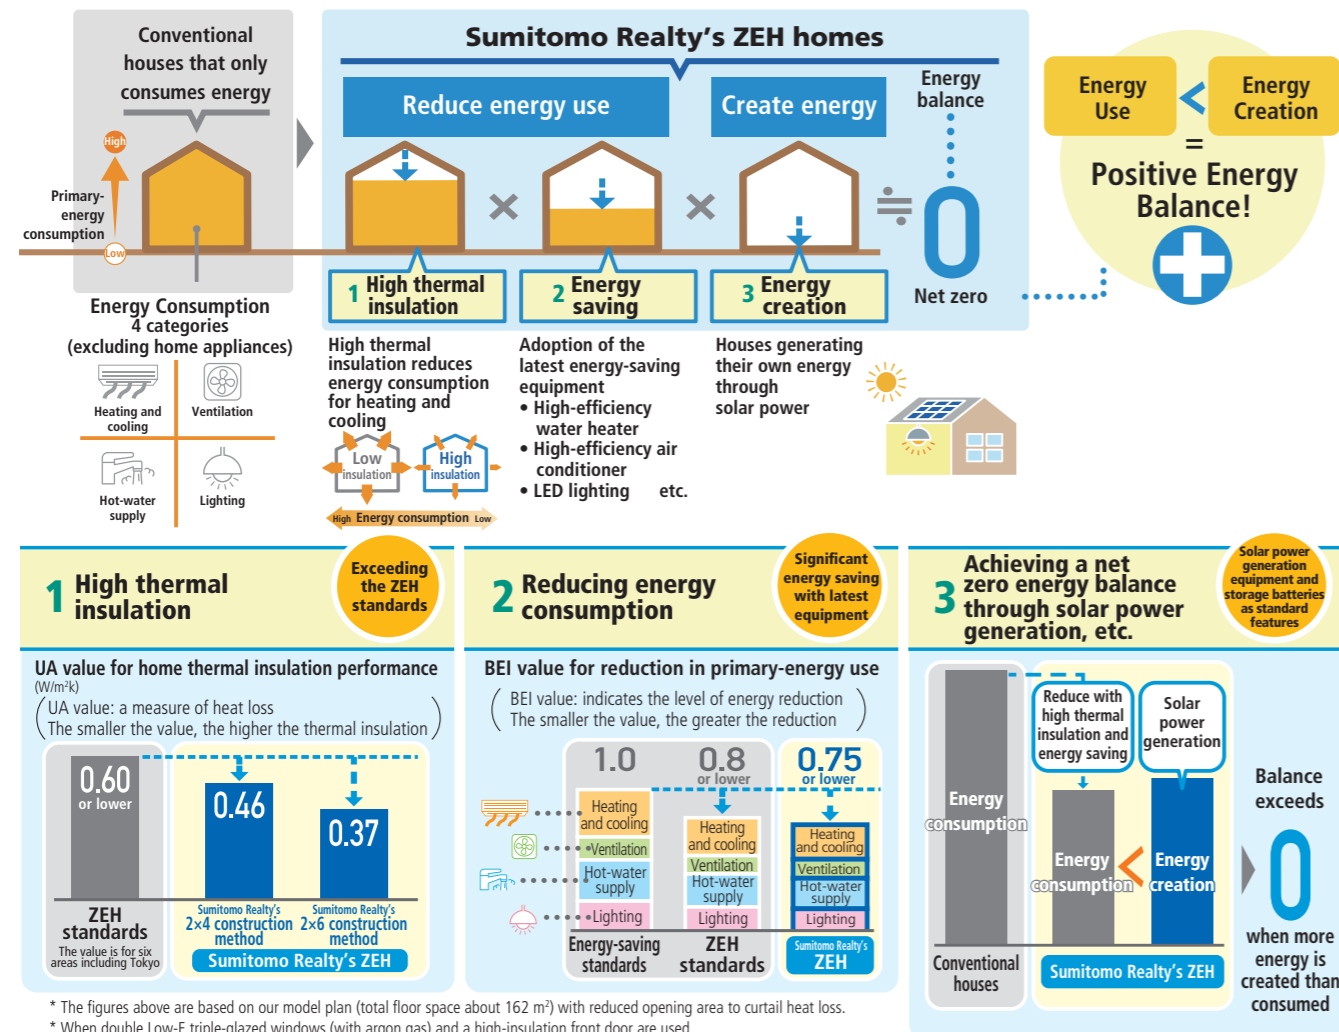 Conventional
houses that only
consumes energy
High
Primary-
energy
consumption
Low
Energy Consumption
4 categories
(excluding home appliances)
Heating and
cooling
Ventilation
Hot-water
supply
Lighting
Sumitomo Realty's ZEH homes
Reduce energy use
Create energy
Energy
balance
×
×
≒
0
Net zero
1 High thermal
insulation
2 Energy
saving
3 Energy
creation
High thermal
insulation reduces
energy consumption
for heating and
cooling
Low
insulation
High
insulation
High Energy consumption Low
Adoption of the
latest energy-saving
equipment
• High-efficiency
water heater
• High-efficiency air
conditioner
• LED lighting etc.
Houses generating
their own energy
through
solar power
Energy
Use
<
Energy
Creation
=
Positive Energy
Balance!
1 High thermal
insulation
Exceeding
the ZEH
standards
UA value for home thermal insulation performance
(W/m²k)
(UA value: a measure of heat loss
The smaller the value, the higher the thermal insulation)
0.60
or lower
0.46
0.37
ZEH
standards
The value is for six
areas including Tokyo
Sumitomo Realty's
2×4 construction
method
Sumitomo Realty's
2×6 construction
method
Sumitomo Realty's ZEH
2 Reducing energy
consumption
Significant
energy saving
with latest
equipment
BEI value for reduction in primary-energy use
(BEI value: indicates the level of energy reduction
The smaller the value, the greater the reduction)
1.0
0.8
or lower
0.75
or lower
Heating
and cooling
Ventilation
Hot-water
supply
Lighting
Heating
and cooling
Ventilation
Hot-water
supply
Lighting
Heating
and cooling
Ventilation
Hot-water
supply
Lighting
Energy-saving
standards
ZEH
standards
Sumitomo Realty's
ZEH
3 Achieving a net
zero energy balance
through solar power
generation, etc.
Solar power
generation
equipment and
storage batteries
as standard
features
Energy
consumption
Reduce with
high thermal
insulation and
energy saving
Solar
power
generation
Energy
consumption
<
Energy
creation
Conventional
houses
Sumitomo Realty's ZEH
Balance
exceeds
0
when more
energy is
created than
consumed
* The figures above are based on our model plan (total floor space about 162 m²) with reduced opening area to curtail heat loss.
* When double Low-E triple-glazed windows (with argon gas) and a high-insulation front door are used